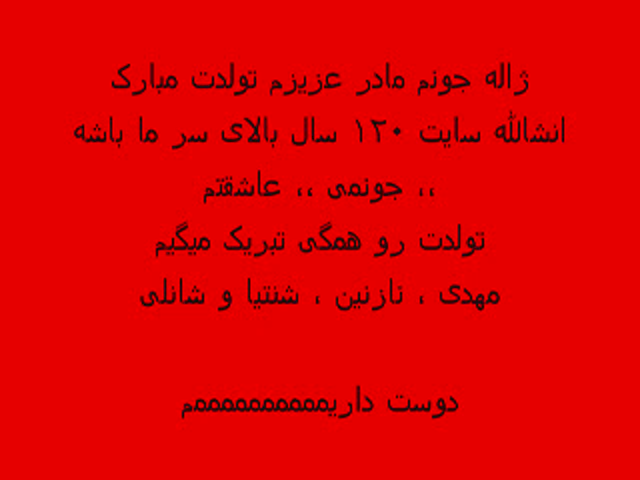 ژاله جونم مادر عزیزم تولدت مبارک
انشالله سایت ۱۲۰ سال بالای سر ما باشه
،، جونمی ،، عاشقتم
تولدت رو همگی تبریک میگیم
مهدی ، نازنین ، شنتیا و شانلی
دوست داریمممممممممممم